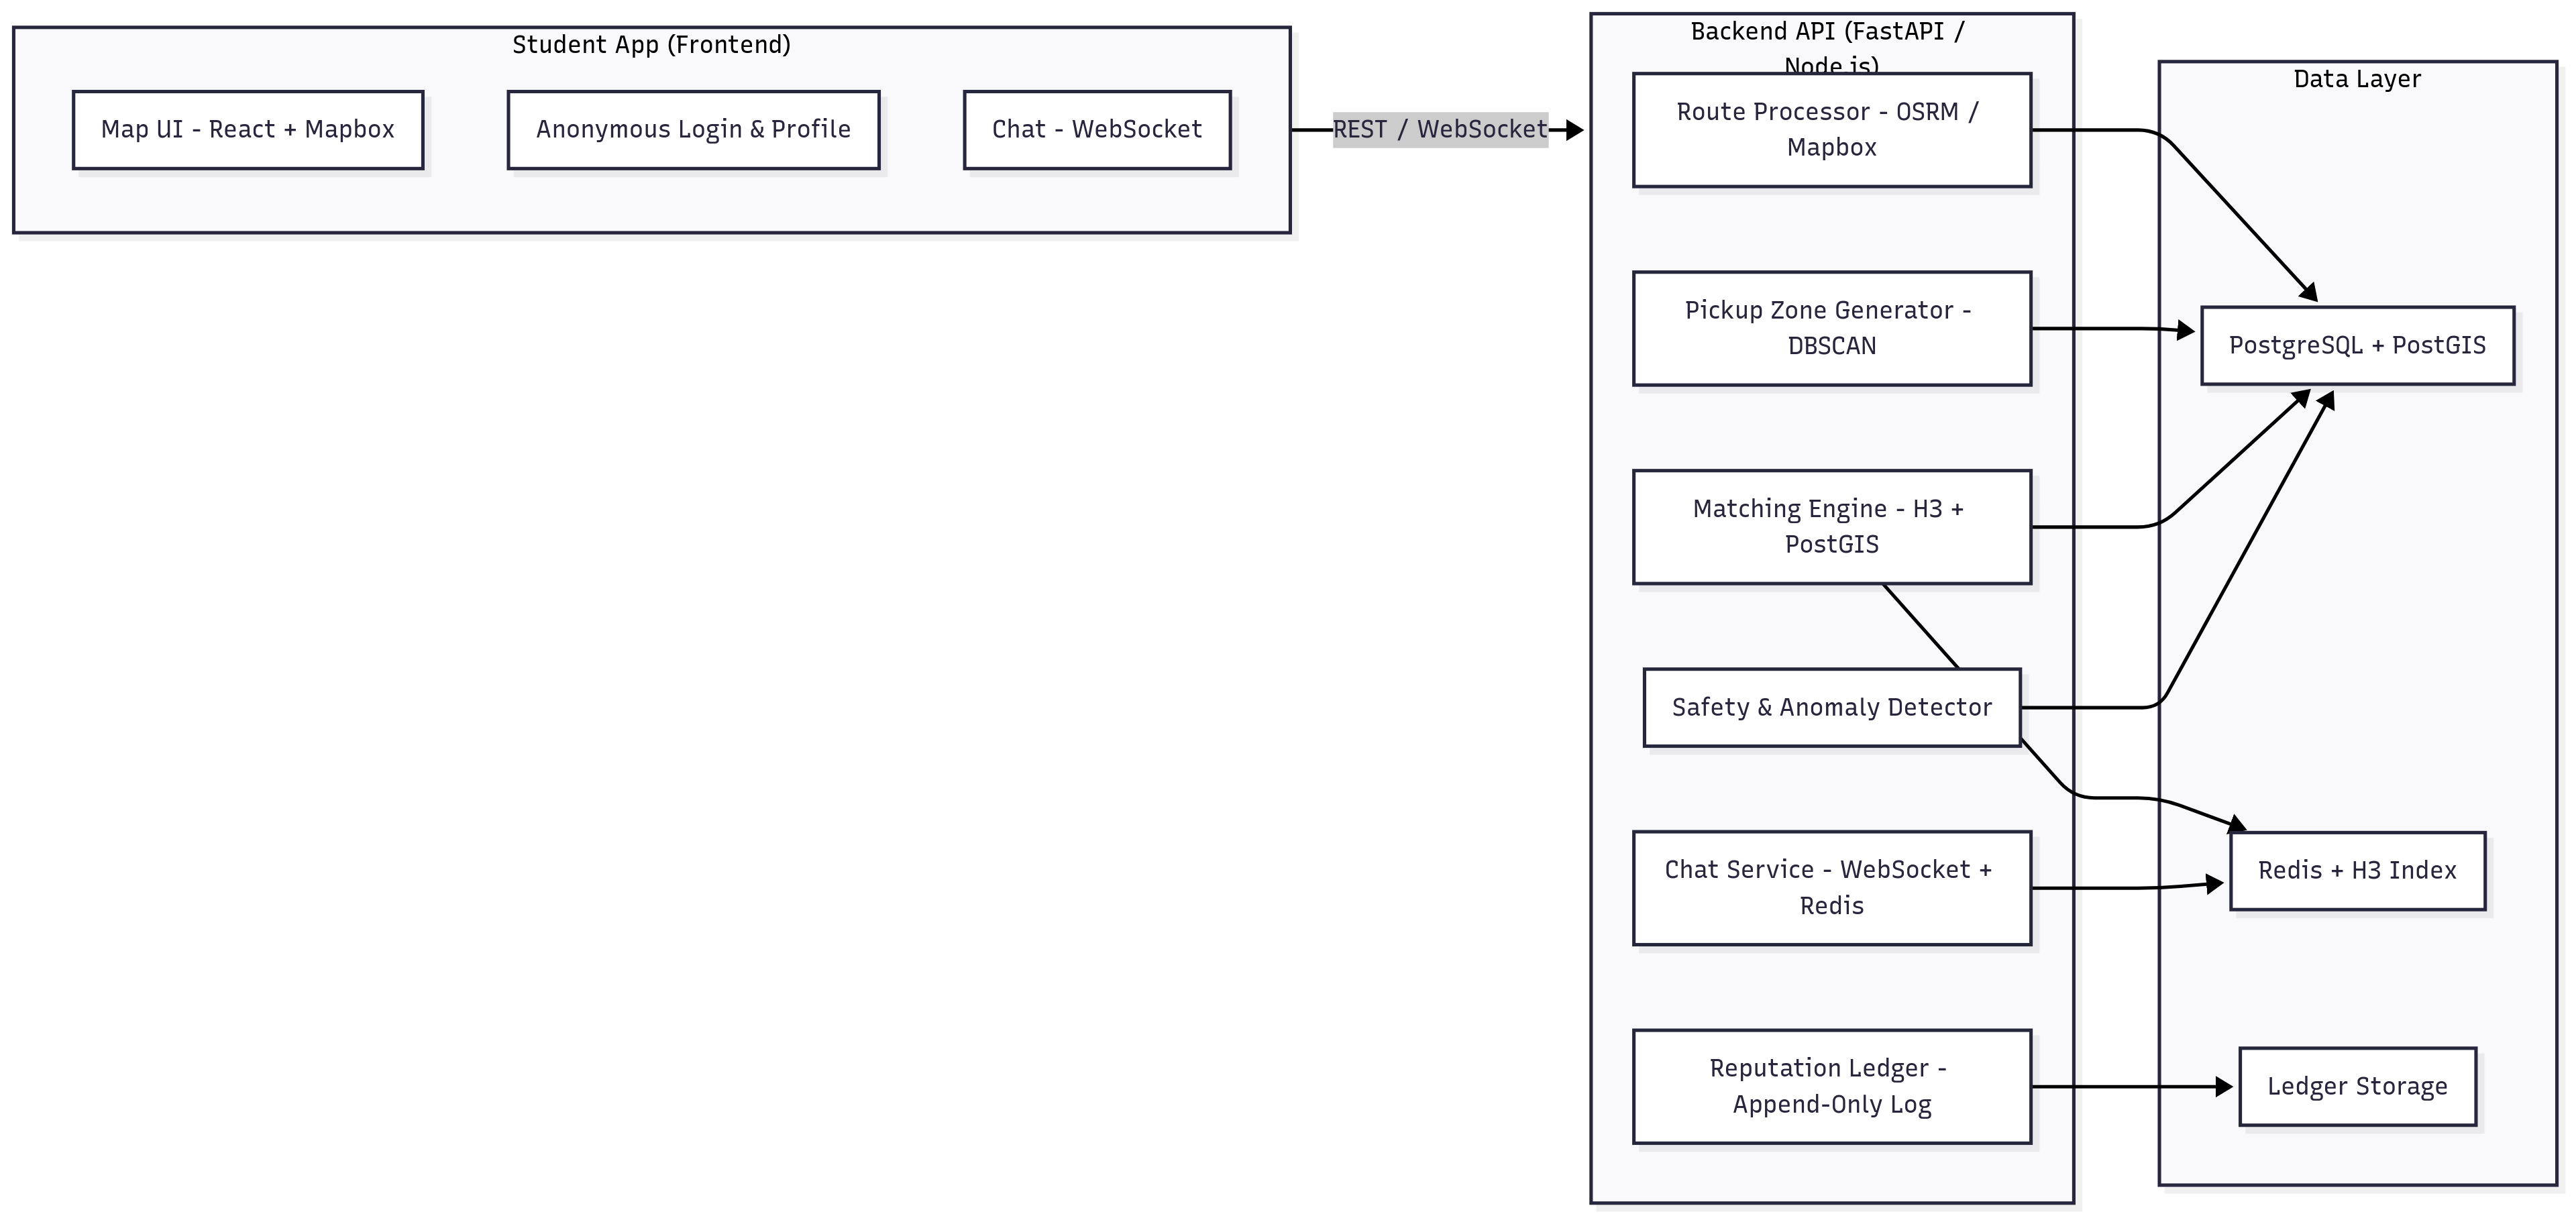 Student App (Frontend)
Map UI - React + Mapbox
Anonymous Login & Profile
Chat - WebSocket
REST / WebSocket
Backend API (FastAPI /
Node.js)
Route Processor - OSRM /
Mapbox
Pickup Zone Generator -
DBSCAN
Matching Engine - H3 +
PostGIS
Safety & Anomaly Detector
Chat Service - WebSocket +
Redis
Reputation Ledger -
Append-Only Log
Data Layer
PostgreSQL + PostGIS
Redis + H3 Index
Ledger Storage